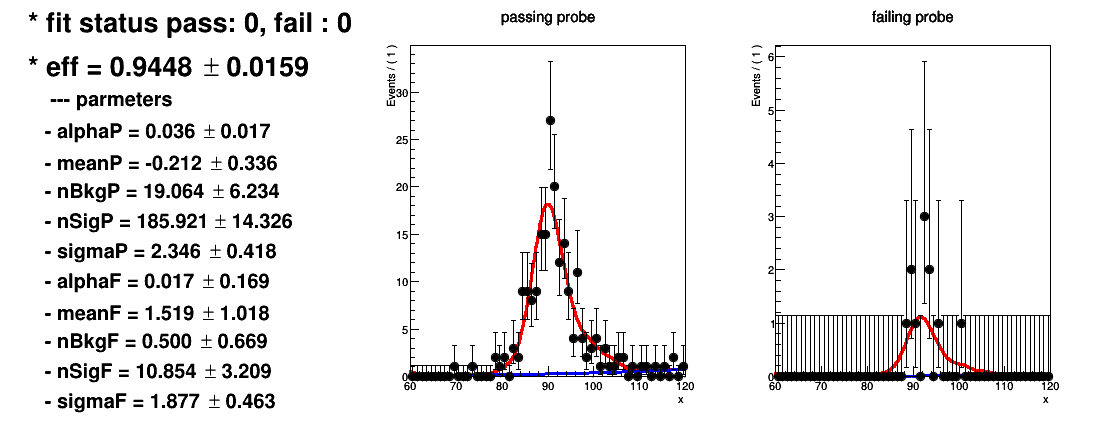 * fit status pass: 0, fail : 0
* eff = 0.9448 ± 0.0159
--- parmeters
- alphaP = 0.036 ± 0.017
- meanP = -0.212 ± 0.336
- nBkgP = 19.064 ± 6.234
- nSigP = 185.921 ± 14.326
- sigmaP = 2.346 ± 0.418
- alphaF = 0.017 ± 0.169
- meanF = 1.519 ± 1.018
- nBkgF = 0.500 ± 0.669
- nSigF = 10.854 ± 3.209
- sigmaF = 1.877 ± 0.463
passing probe
Events / ( 1 )
30
25
20
15
10
5
0
60 70 80 90 100 110 120
x
failing probe
Events / ( 1 )
6
5
4
3
2
1
0
60 70 80 90 100 110 120
x